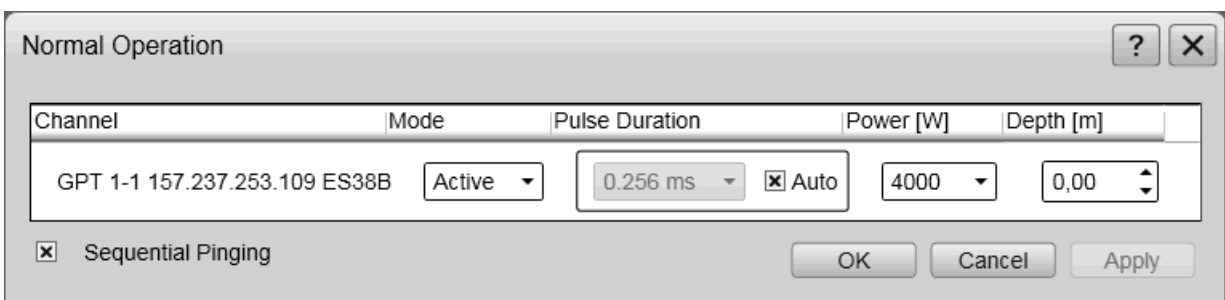 Normal Operation ?
Channel Mode Pulse Duration Power [W] Depth [m]
GPT 1-1 157.237.253.109 ES38B Active 0.256 ms Auto 4000 0,00
Sequential Pinging OK Cancel Apply